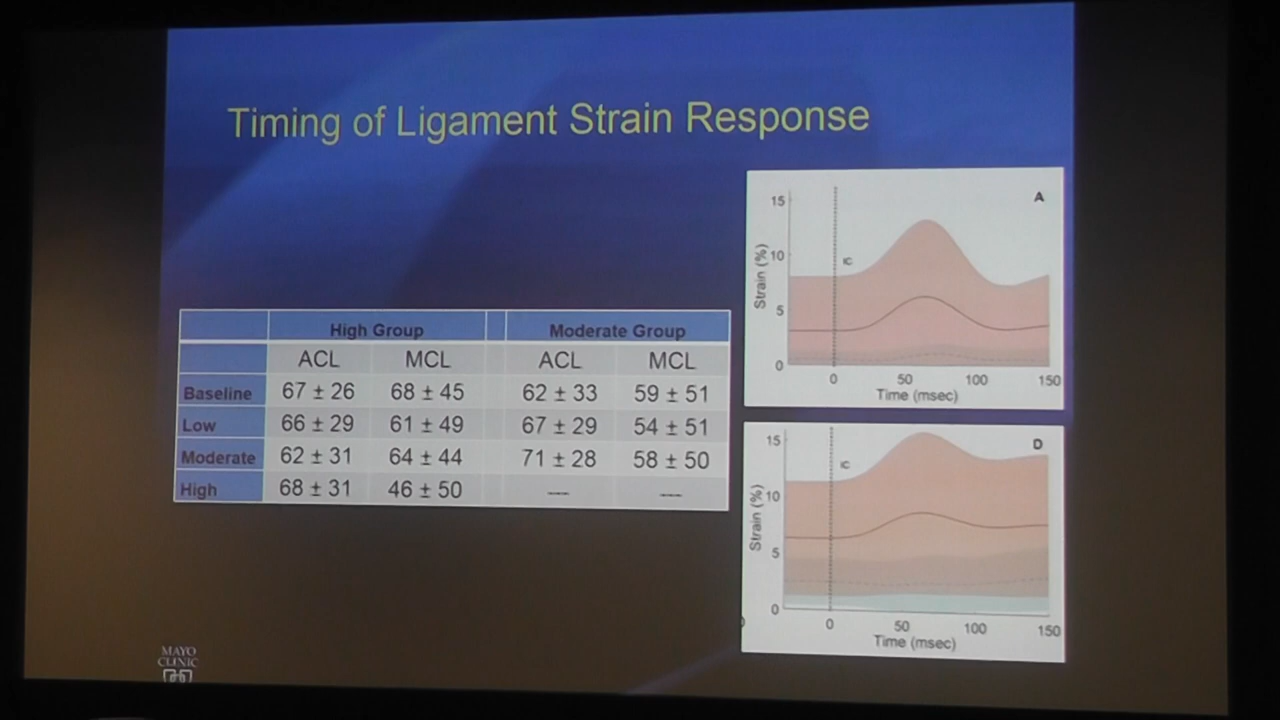 Timing of Ligament Strain Response
High Group Moderate Group
ACL MCL ACL MCL
Baseline 67 ± 26 68 ± 45 62 ± 33 59 ± 51
Low 66 ± 29 61 ± 49 67 ± 29 54 ± 51
Moderate 62 ± 31 64 ± 44 71 ± 28 58 ± 50
High 68 ± 31 46 ± 50 --- ---
A
15
10
5
0
Strain (%)
IC
0 50 100 150
Time (msec)
D
15
10
5
0
Strain (%)
IC
0 50 100 150
Time (msec)
MAYO
CLINIC